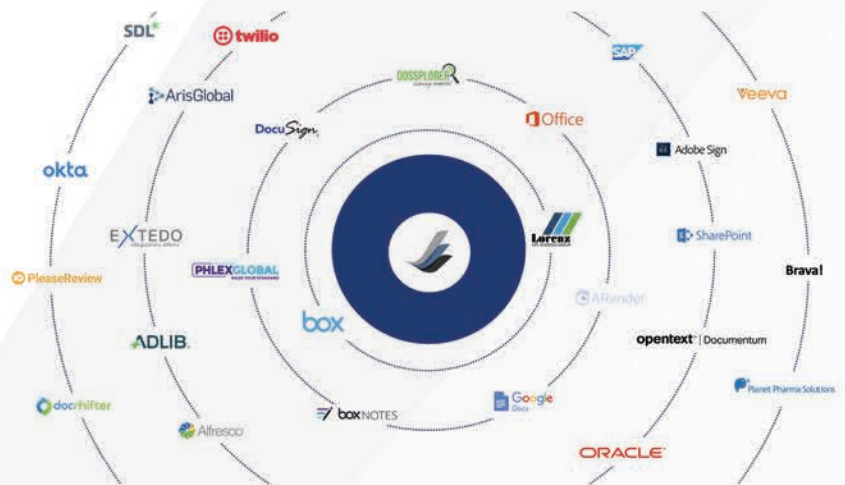 SDL*
twilio
DOSSPLORER
SAP
ArisGlobal
Veeva
DocuSign
Office
Adobe Sign
okta
EXTEDO
Lorenz
SharePoint
PHLEXGLOBAL
PleaseReview
Brava!
ARender
box
ADLIB
opentext™ | Documentum
Planet Pharma Solutions
docshifter
box NOTES
Google
Docs
Alfresco
ORACLE